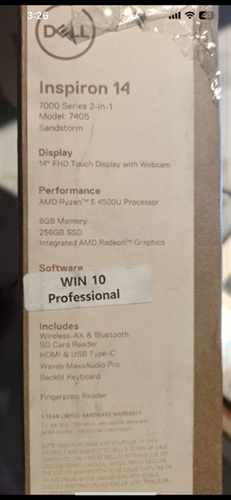 3:26
DELL
Inspiron 14
7000 Series 2-in-1
Model: 7405
Sandstorm
Display
14" FHD Touch Display with Webcam
Performance
AMD Ryzen™ 5 4500U Processor
8GB Memory
256GB SSD
Integrated AMD Radeon™ Graphics
Software
WIN 10
Professional
Includes
Wireless-AX & Bluetooth
SD Card Reader
HDMI & USB Type-C
Waves MaxxAudio Pro
Backlit Keyboard
Fingerprint Reader
1 YEAR LIMITED HARDWARE WARRANTY